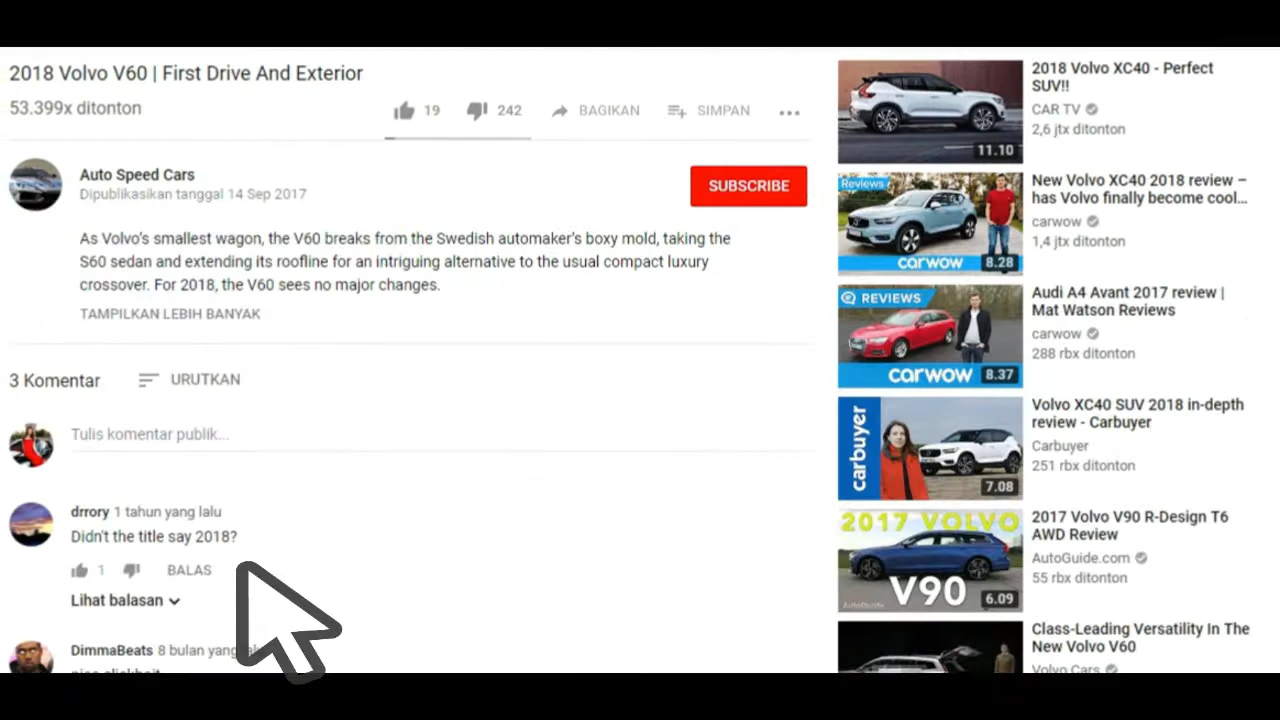 2018 Volvo V60 | First Drive And Exterior
53.399x ditonton
19
242
BAGIKAN
SIMPAN
Auto Speed Cars
Dipublikasikan tanggal 14 Sep 2017
SUBSCRIBE
As Volvo's smallest wagon, the V60 breaks from the Swedish automaker's boxy mold, taking the
S60 sedan and extending its roofline for an intriguing alternative to the usual compact luxury
crossover. For 2018, the V60 sees no major changes.
TAMPILKAN LEBIH BANYAK
3 Komentar
URUTKAN
Tulis komentar publik...
drrory 1 tahun yang lalu
Didn't the title say 2018?
1
BALAS
Lihat balasan
DimmaBeats 8 bulan yang
11.10
2018 Volvo XC40 - Perfect
SUV!!
CAR TV
2,6 jtx ditonton
Reviews
carwow
8.28
New Volvo XC40 2018 review –
has Volvo finally become cool...
carwow
1,4 jtx ditonton
REVIEWS
carwow
8.37
Audi A4 Avant 2017 review |
Mat Watson Reviews
carwow
288 rbx ditonton
carbuyer
7.08
Volvo XC40 SUV 2018 in-depth
review - Carbuyer
Carbuyer
251 rbx ditonton
2017 VOLVO
V90
AutoGuide
6.09
2017 Volvo V90 R-Design T6
AWD Review
AutoGuide.com
55 rbx ditonton
Class-Leading Versatility In The
New Volvo V60
Volvo Cars